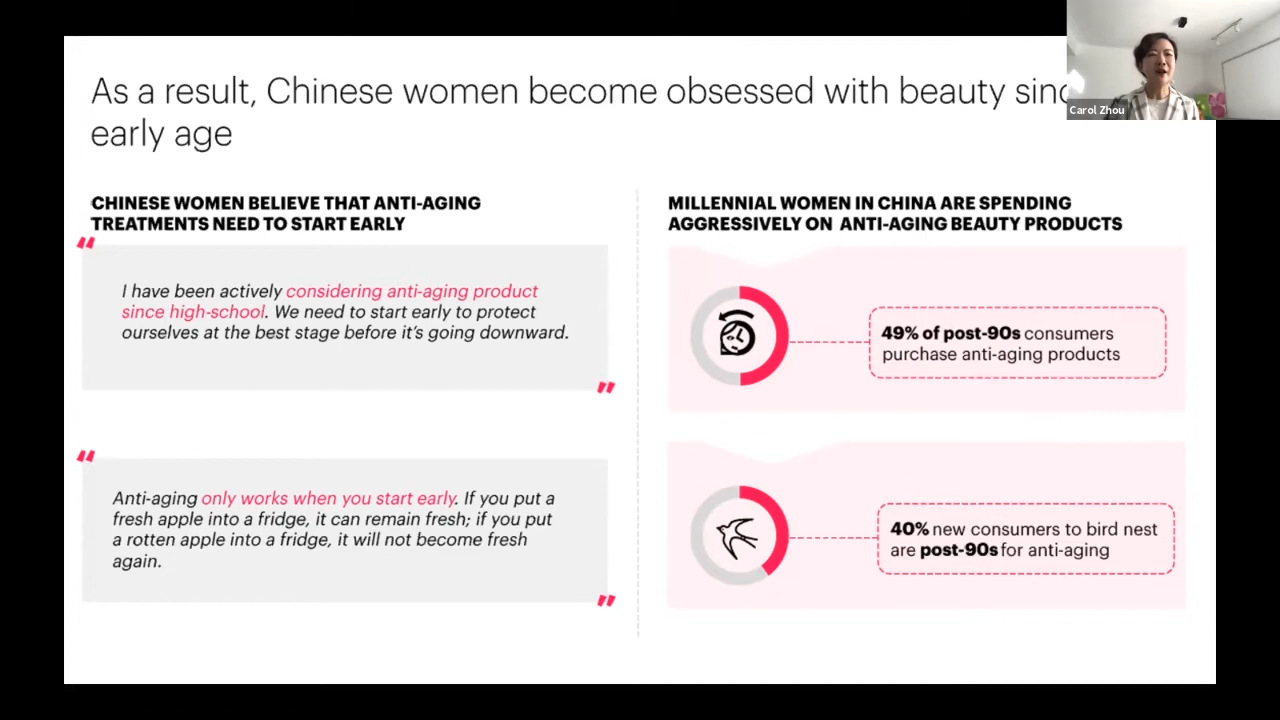 As a result, Chinese women become obsessed with beauty
early age
Carol Zhou
CHINESE WOMEN BELIEVE THAT ANTI-AGING
TREATMENTS NEED TO START EARLY
"
I have been actively considering anti-aging product
since high-school. We need to start early to protect
ourselves at the best stage before it's going downward.
"
"
Anti-aging only works when you start early. If you put a
fresh apple into a fridge, it can remain fresh; if you put
a rotten apple into a fridge, it will not become fresh
again.
"
MILLENNIAL WOMEN IN CHINA ARE SPENDING
AGGRESSIVELY ON ANTI-AGING BEAUTY PRODUCTS
49% of post-90s consumers
purchase anti-aging products
40% new consumers to bird nest
are post-90s for anti-aging